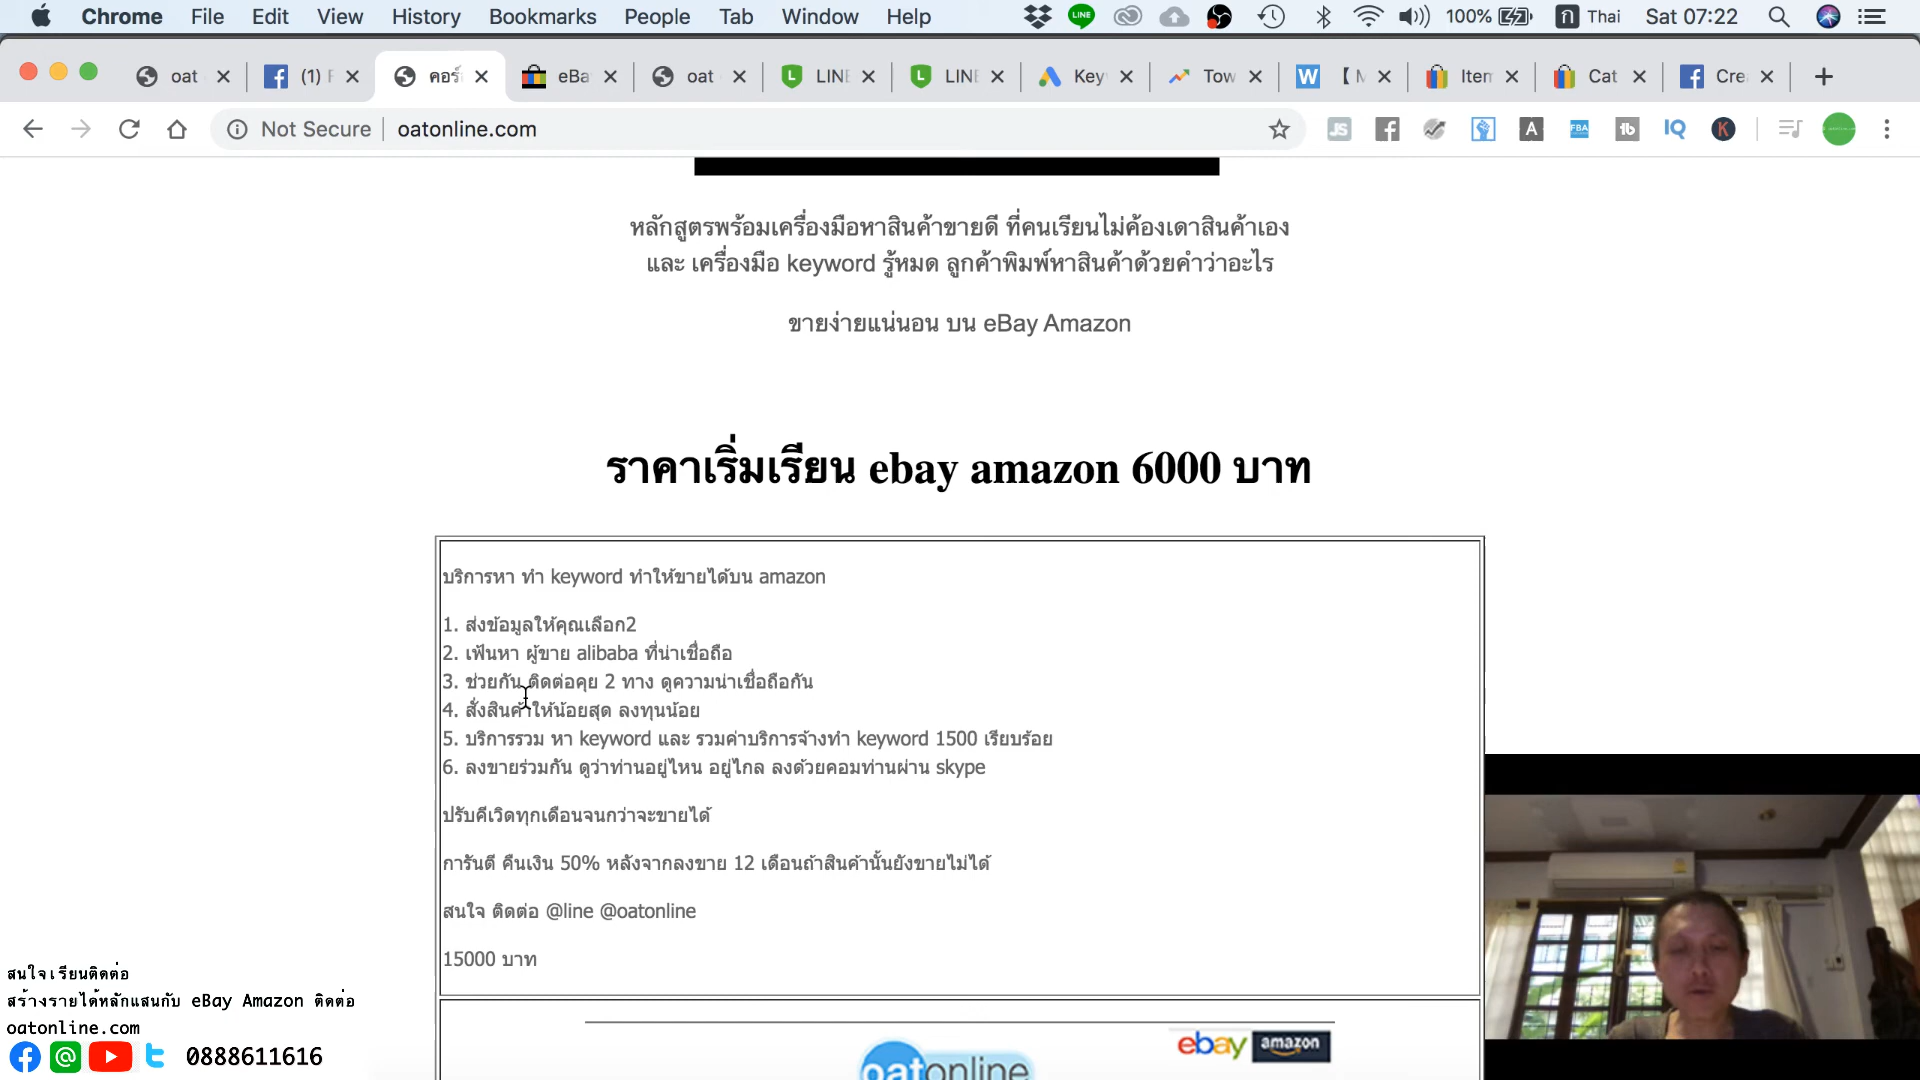 Chrome File Edit View History Bookmarks People Tab Window Help LINE 100% ก Thai Sat 07:22
oat (1) F คอร์ eBa oat LINE LINE Key Tow W Item Cat Cre
Not Secure oatonline.com JS A FBA tb IQ K
หลักสูตรพร้อมเครื่องมือหาสินค้าขายดี ที่คนเรียนไม่ค้องเดาสินค้าเอง
และ เครื่องมือ keyword รู้หมด ลูกค้าพิมพ์หาสินค้าด้วยคำว่าอะไร
ขายง่ายแน่นอน บน eBay Amazon
ราคาเริ่มเรียน ebay amazon 6000 บาท
บริการหา ทำ keyword ทำให้ขายได้บน amazon
1. ส่งข้อมูลให้คุณเลือก2
2. เฟ้นหา ผู้ขาย alibaba ที่น่าเชื่อถือ
3. ช่วยกัน ติดต่อคุย 2 ทาง ดูความน่าเชื่อถือกัน
4. สั่งสินค้าให้น้อยสุด ลงทุนน้อย
5. บริการรวม หา keyword และ รวมค่าบริการจ้างทำ keyword 1500 เรียบร้อย
6. ลงขายร่วมกัน ดูว่าท่านอยู่ไหน อยู่ไกล ลงด้วยคอมท่านผ่าน skype
ปรับคีเวิดทุกเดือนจนกว่าจะขายได้
การันตี คืนเงิน 50% หลังจากลงขาย 12 เดือนถ้าสินค้านั้นยังขายไม่ได้
สนใจ ติดต่อ @line @oatonline
15000 บาท
ebay amazon
oatonline
สนใจเรียนติดต่อ
สร้างรายได้หลักแสนกับ eBay Amazon ติดต่อ
oatonline.com
0888611616